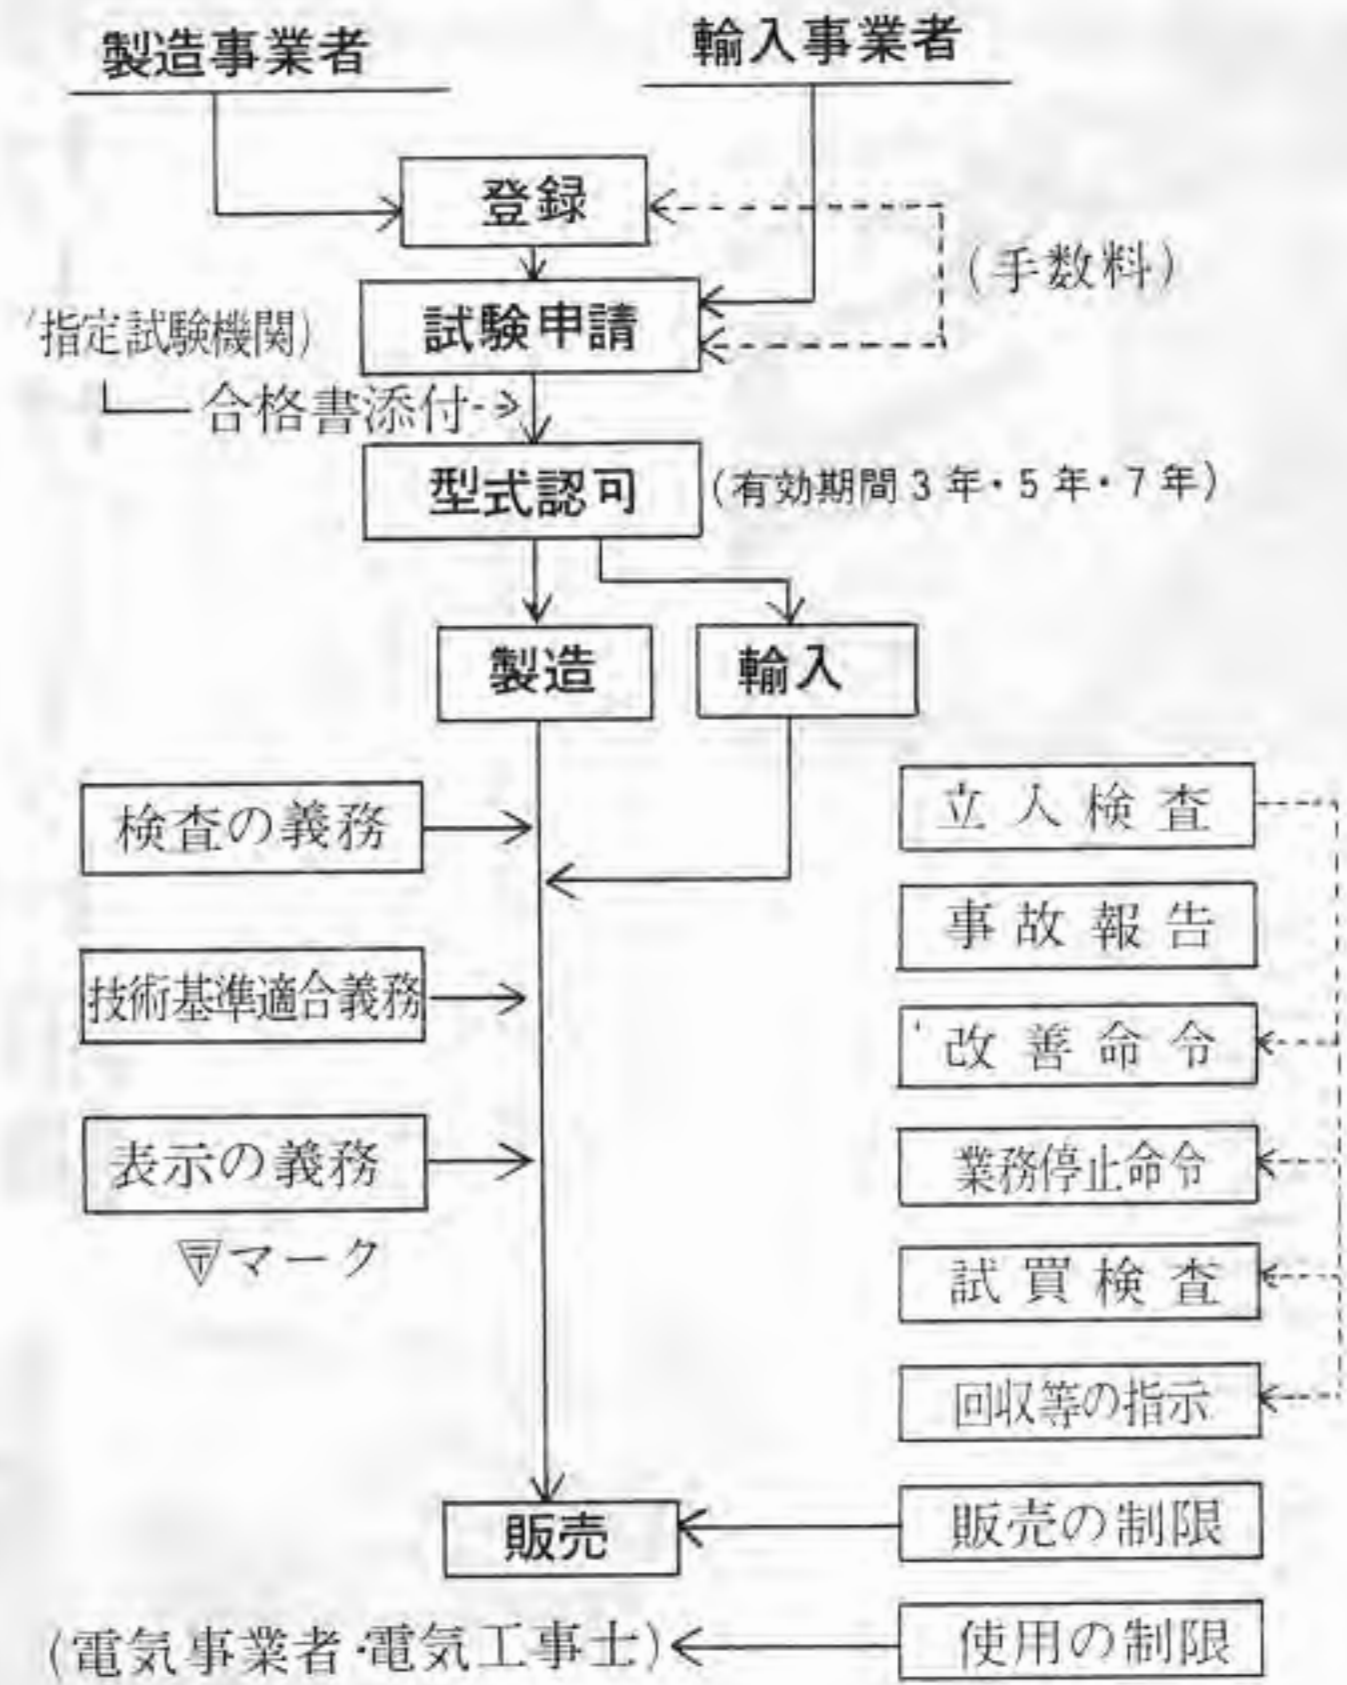 製造事業者
輸入事業者
登録
(手数料)
試験申請
(指定試験機関)
合格書添付
型式認可
(有効期間3年・5年・7年)
製造
輸入
検査の義務
技術基準適合義務
表示の義務
マーク
立入検査
事故報告
改善命令
業務停止命令
試買検査
回収等の指示
販売
販売の制限
(電気事業者・電気工事士)
使用の制限